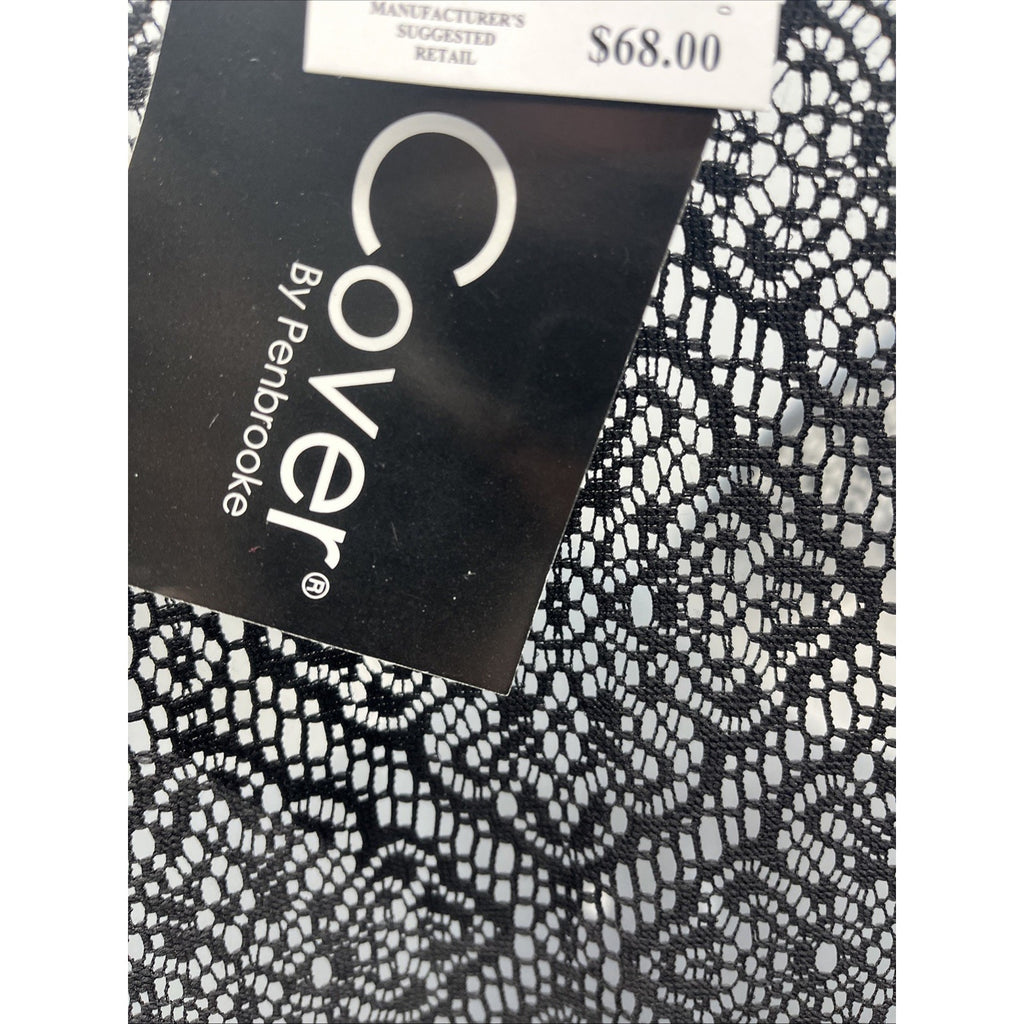 MANUFACTURER'S
SUGGESTED
RETAIL
$68.00
Cover®
By Penbrooke